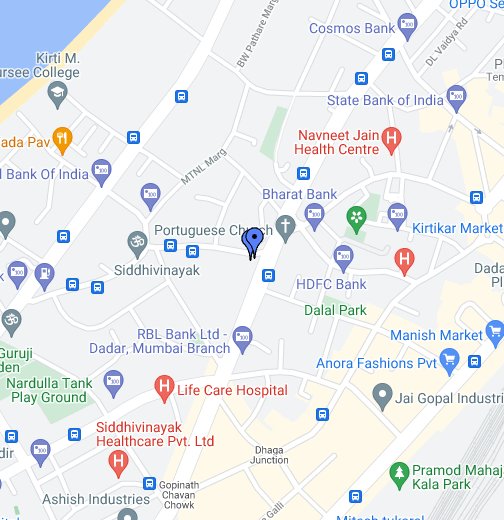 OPPO Se
Cosmos Bank
BW Pathare Marg
DL Vaidya Rd
Kirti M.
ursee College
State Bank of India
Tem
Navneet Jain
Health Centre
ada Pav
MTNL Marg
l Bank Of India
Bharat Bank
Portuguese Church
Kirtikar Market
Siddhivinayak
HDFC Bank
Dada
Pl
Dalal Park
RBL Bank Ltd -
Dadar, Mumbai Branch
Manish Market
Guruji
den
Anora Fashions Pvt
Nardulla Tank
Play Ground
Life Care Hospital
Jai Gopal Industri
Siddhivinayak
Healthcare Pvt. Ltd
dir
Dhaga
Junction
Pramod Mahaj
Kala Park
Gopinath
Chavan
Chowk
Ashish Industries
Galli
Mitesh tukaral